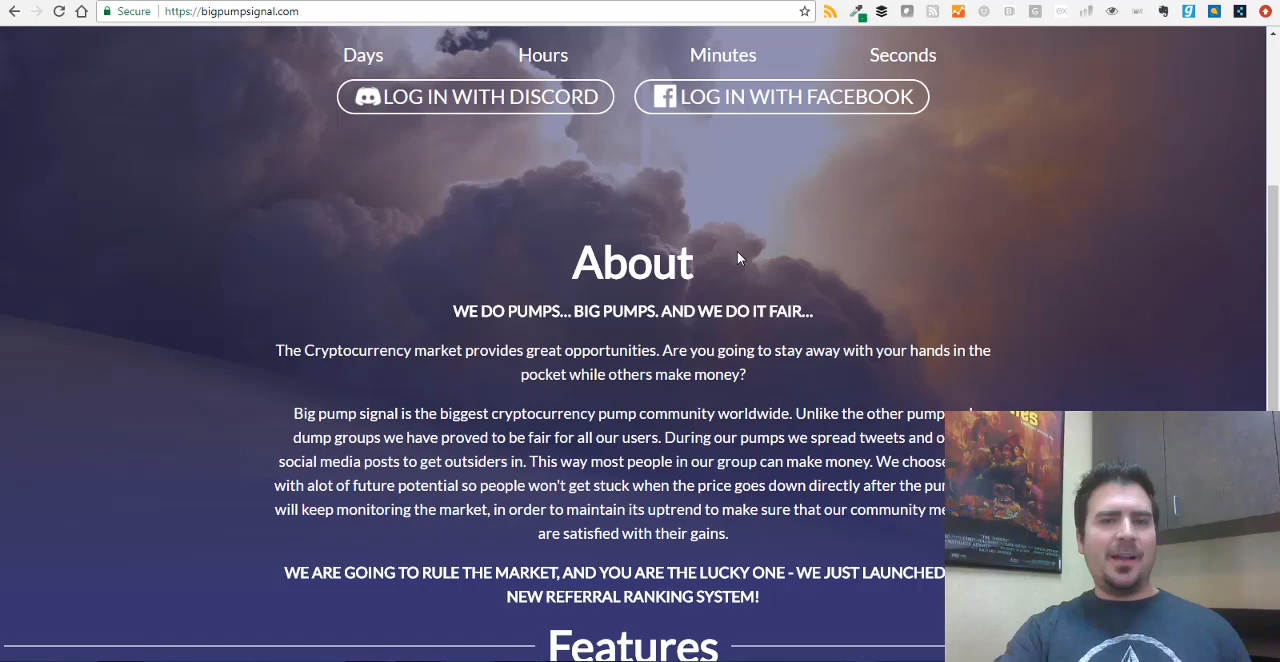 Secure https://bigpumpsignal.com
Days Hours Minutes Seconds
LOG IN WITH DISCORD LOG IN WITH FACEBOOK
About
WE DO PUMPS... BIG PUMPS. AND WE DO IT FAIR...
The Cryptocurrency market provides great opportunities. Are you going to stay away with your hands in the
pocket while others make money?
Big pump signal is the biggest cryptocurrency pump community worldwide. Unlike the other pump
dump groups we have proved to be fair for all our users. During our pumps we spread tweets and
social media posts to get outsiders in. This way most people in our group can make money. We choose
with alot of future potential so people won't get stuck when the price goes down directly after the
will keep monitoring the market, in order to maintain its uptrend to make sure that our community
are satisfied with their gains.
WE ARE GOING TO RULE THE MARKET, AND YOU ARE THE LUCKY ONE - WE JUST LAUNCHED
NEW REFERRAL RANKING SYSTEM!
Features